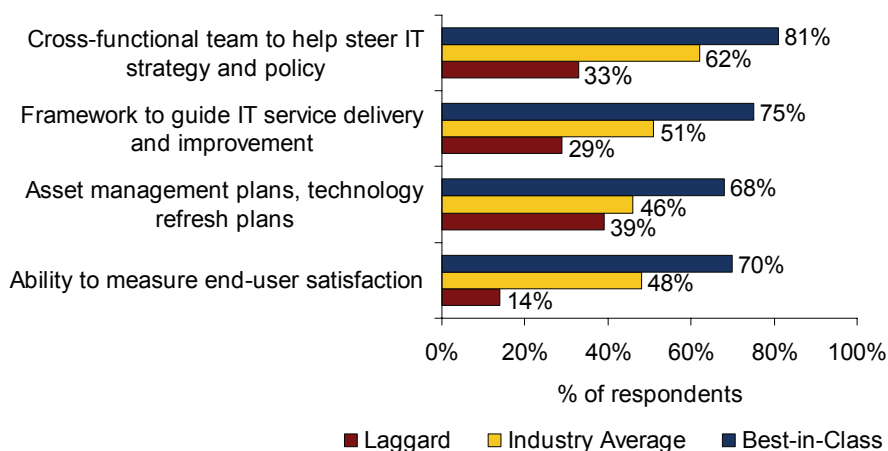 Cross-functional team to help steer IT
strategy and policy
81%
62%
33%
Framework to guide IT service delivery
and improvement
75%
51%
29%
Asset management plans, technology
refresh plans
68%
46%
39%
Ability to measure end-user satisfaction
70%
48%
14%
0% 20% 40% 60% 80% 100%
% of respondents
Laggard Industry Average Best-in-Class